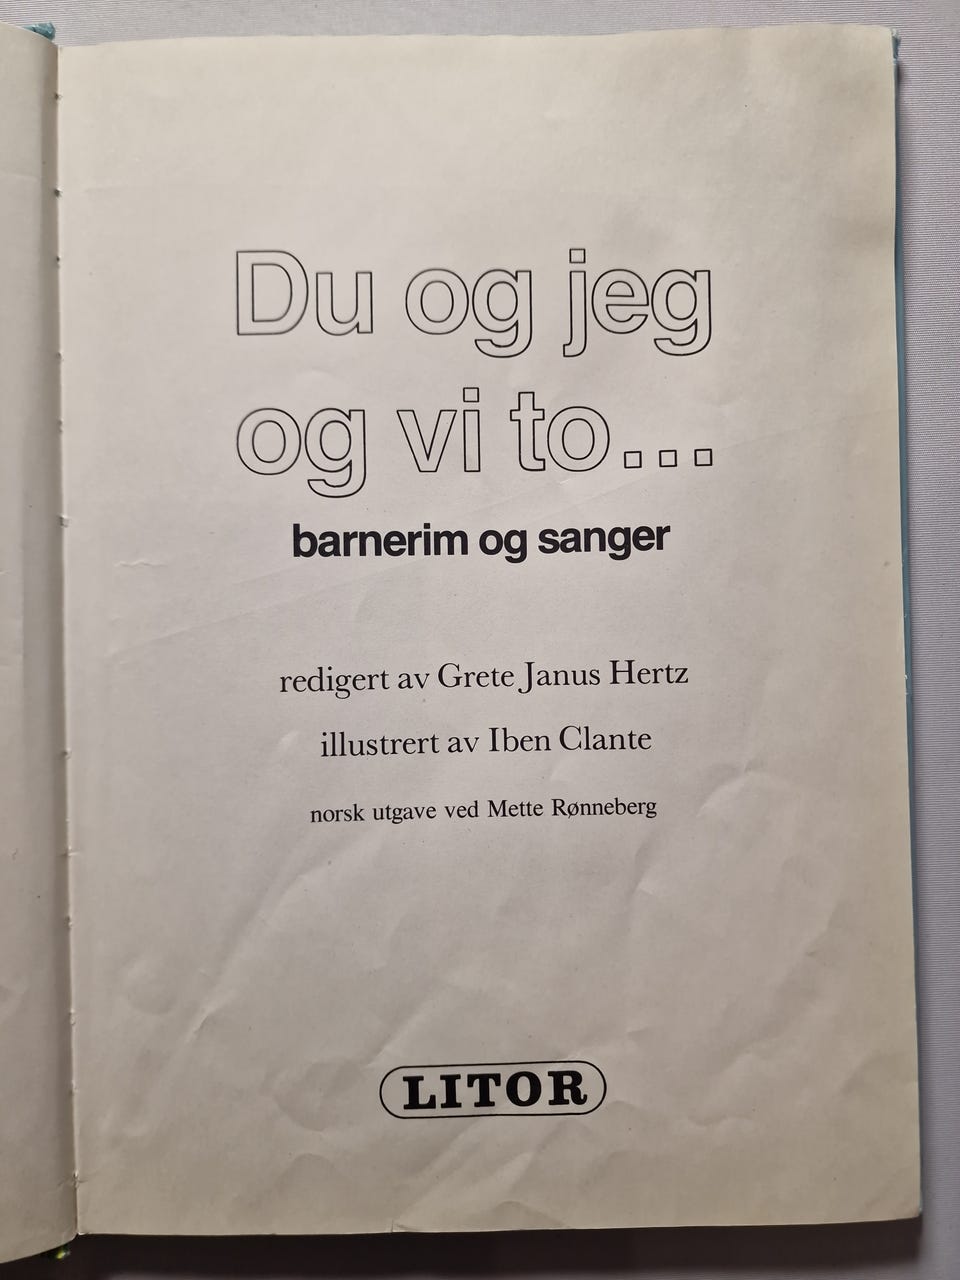 Du og jeg
og vi to...
barnerim og sanger
redigert av Grete Janus Hertz
illustrert av Iben Clante
norsk utgave ved Mette Rønneberg
LITOR